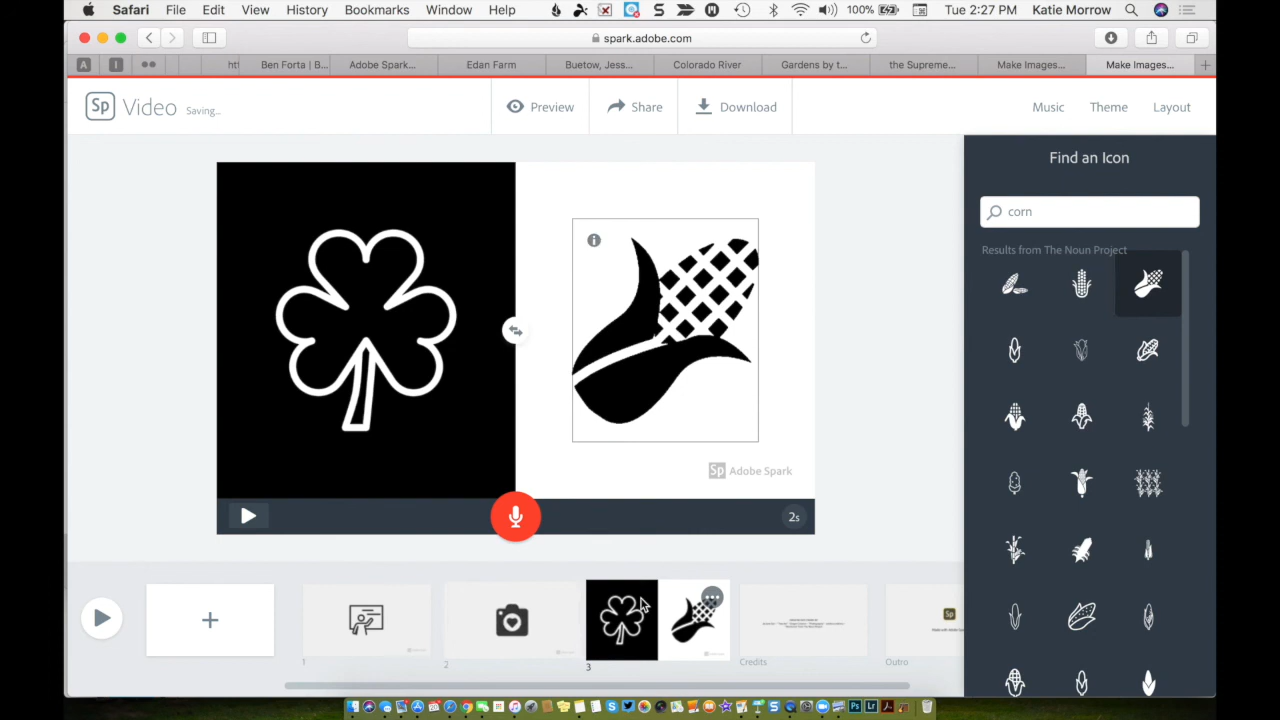 Safari File Edit View History Bookmarks Window Help 100% Tue 2:27 PM Katie Morrow
spark.adobe.com
A I htt Ben Forta | B... Adobe Spark... Edan Farm Buetow, Jess... Colorado River Gardens by t... the Supreme... Make Images... Make Images...
Sp Video Saving... Preview Share Download Music Theme Layout
Find an Icon
corn
Results from The Noun Project
Sp Adobe Spark
2s
1 2 3 Credits Outro